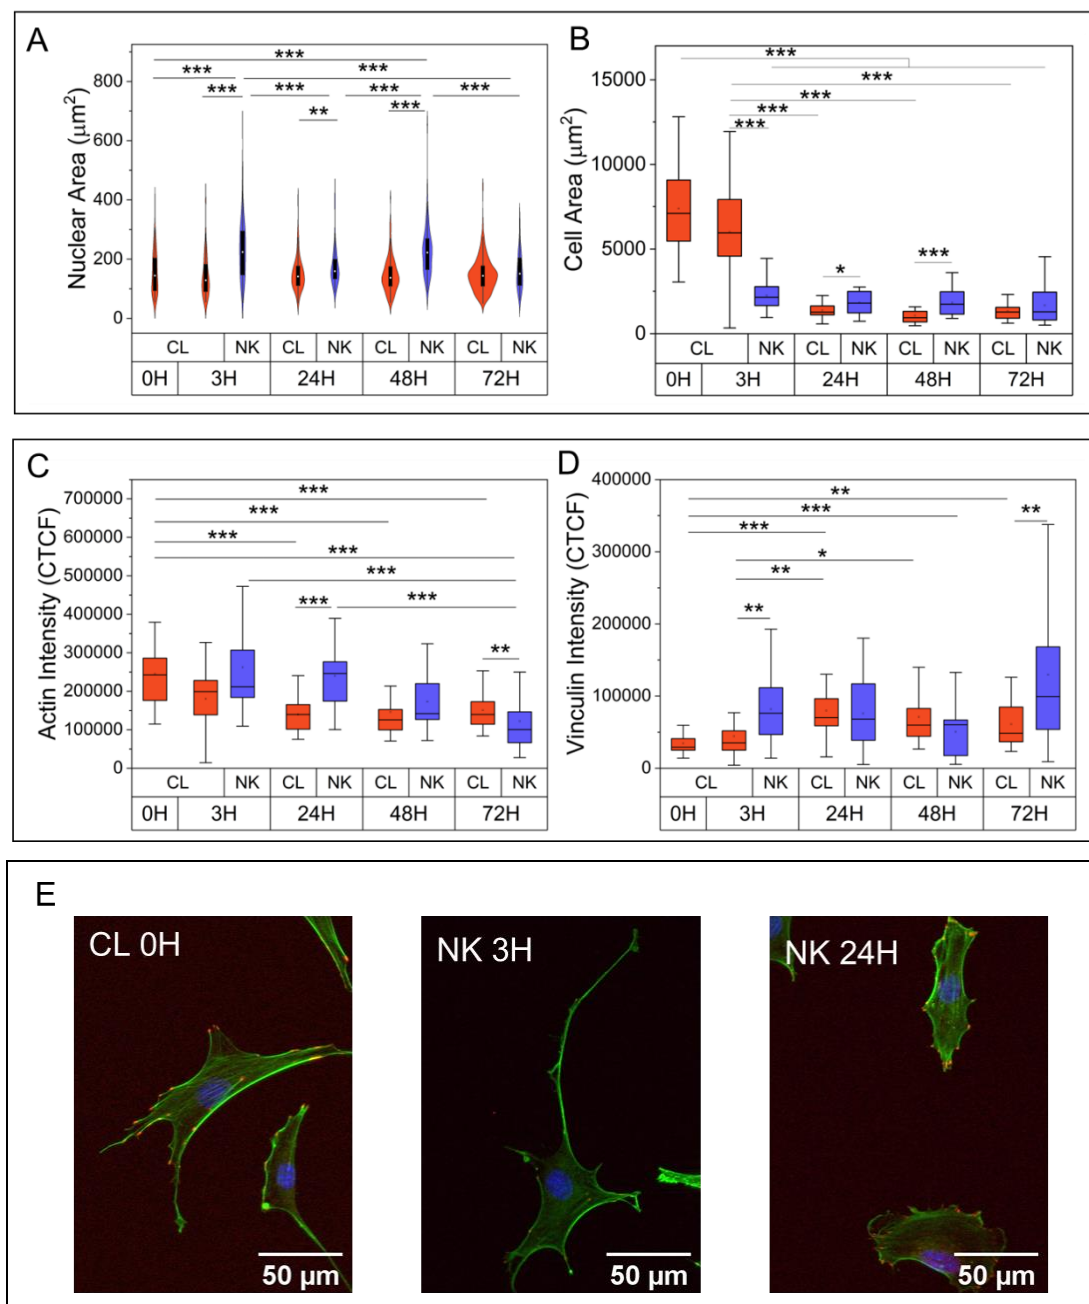 A
Nuclear Area (μm²)
800
600
400
200
0
***
***
***
***
***
***
***
**
***
CL
NK
CL
NK
CL
NK
CL
NK
0H
3H
24H
48H
72H
B
Cell Area (μm²)
15000
10000
5000
0
***
***
***
***
***
*
***
CL
NK
CL
NK
CL
NK
CL
NK
0H
3H
24H
48H
72H
C
Actin Intensity (CTCF)
700000
600000
500000
400000
300000
200000
100000
0
***
***
***
***
***
***
***
**
CL
NK
CL
NK
CL
NK
CL
NK
0H
3H
24H
48H
72H
D
Vinculin Intensity (CTCF)
400000
300000
200000
100000
0
**
***
***
**
*
**
**
CL
NK
CL
NK
CL
NK
CL
NK
0H
3H
24H
48H
72H
E
CL 0H
50 μm
NK 3H
50 μm
NK 24H
50 μm